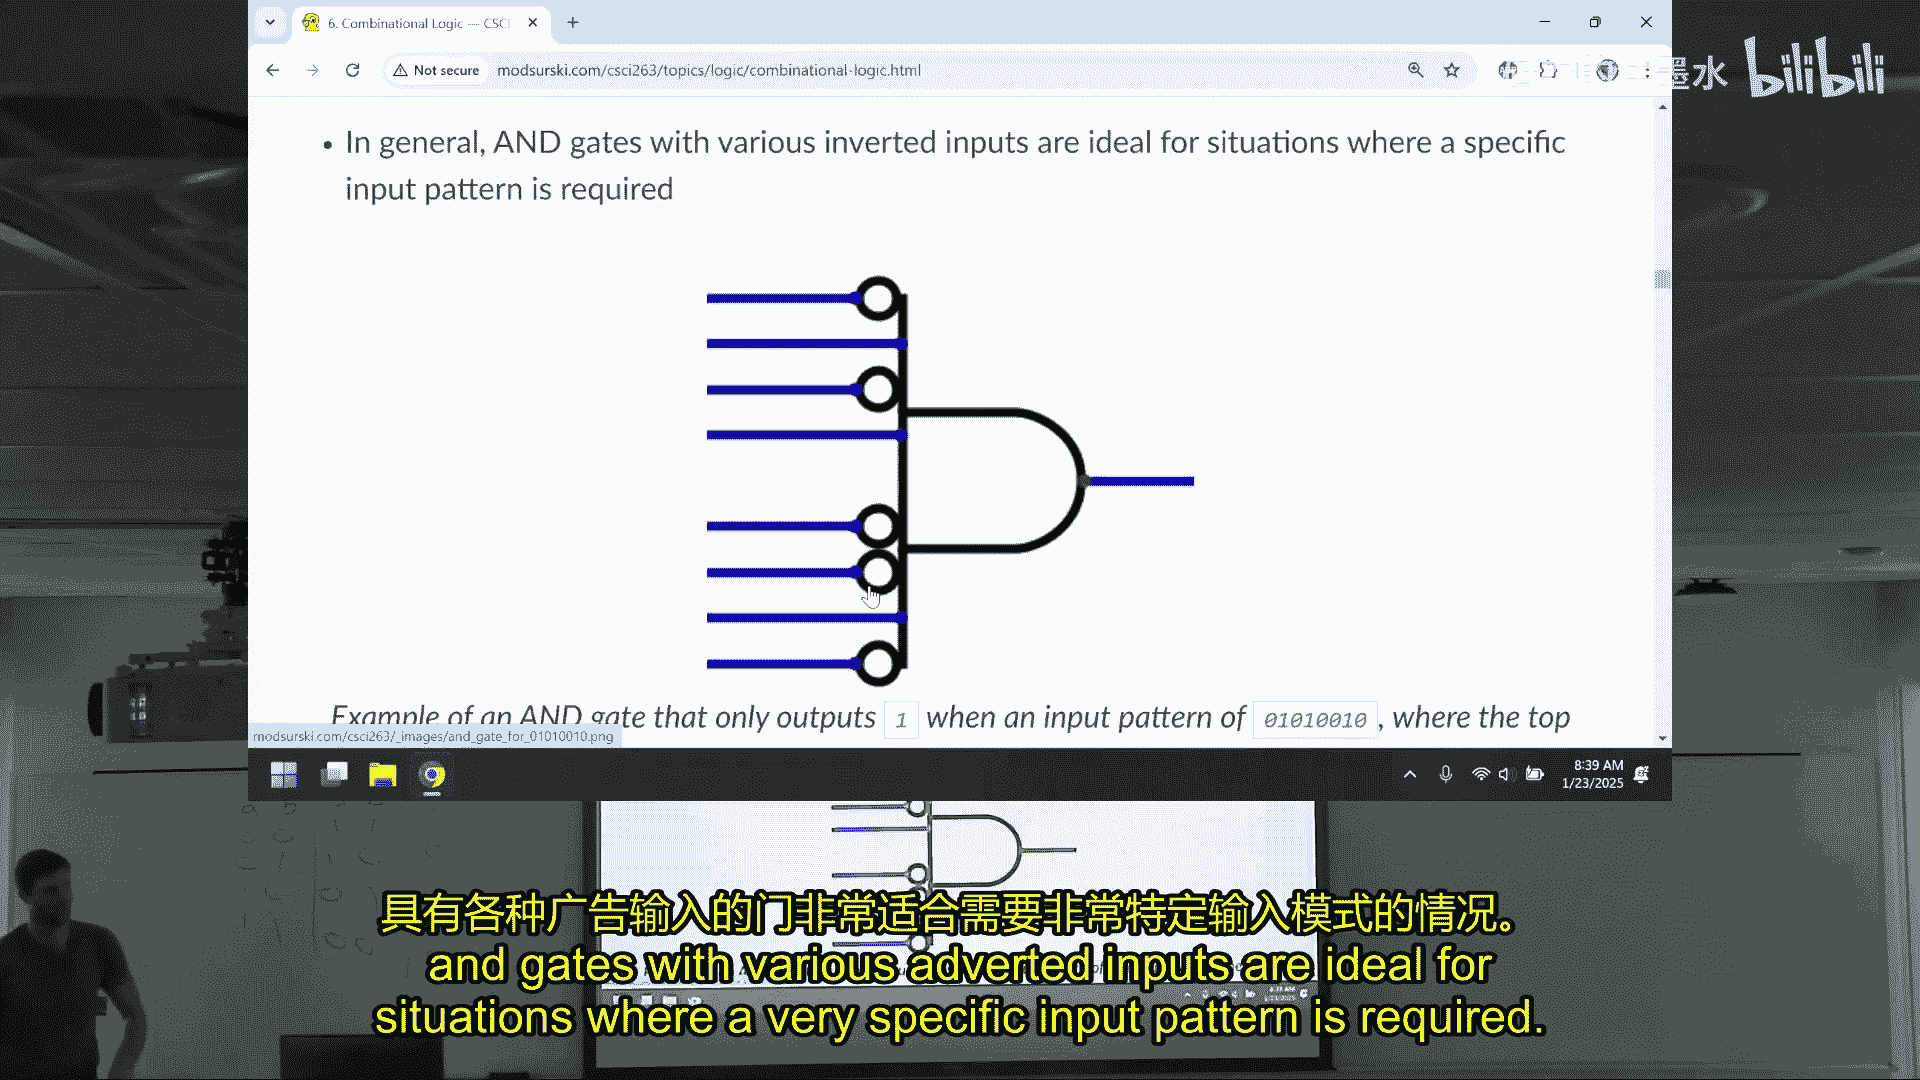 6. Combinational Logic — CSCI
Not secure
modsurski.com/csci263/topics/logic/combinational-logic.html
墨水 bilibili
In general, AND gates with various inverted inputs are ideal for situations where a specific
input pattern is required
Example of an AND gate that only outputs 1 when an input pattern of 01010010, where the top
modsurski.com/csci263/_images/and_gate_for_01010010.png
8:39 AM
1/23/2025
具有各种广告输入的门非常适合需要非常特定输入模式的情况。
and gates with various adverted inputs are ideal for
situations where a very specific input pattern is required.